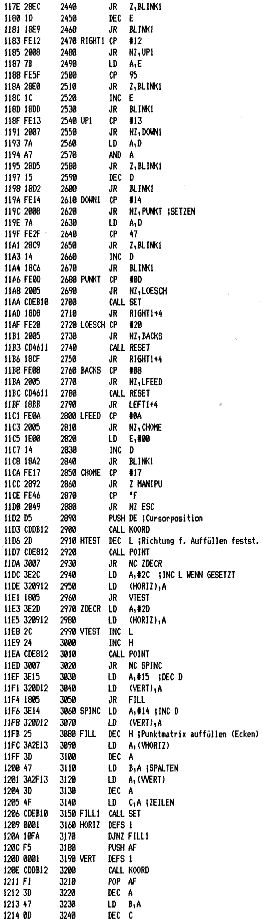 117E 28EC 2440 JR Z,BLINK1
1180 1D 2450 DEC E
1181 18E9 2460 JR BLINK1
1183 FE12 2470 RIGHT1 CP #12
1185 2008 2480 JR NZ,UP1
1187 7B 2490 LD A,E
1188 FE5F 2500 CP 95
118A 28E0 2510 JR Z,BLINK1
118C 1C 2520 INC E
118D 18DD 2530 JR BLINK1
118F FE13 2540 UP1 CP #13
1191 2007 2550 JR NZ,DOWN1
1193 7A 2560 LD A,D
1194 A7 2570 AND A
1195 28D5 2580 JR Z,BLINK1
1197 15 2590 DEC D
1198 18D2 2600 JR BLINK1
119A FE14 2610 DOWN1 CP #14
119C 2008 2620 JR NZ,PUNKT ;SETZEN
119E 7A 2630 LD A,D
119F FE2F 2640 CP 47
11A1 28C9 2650 JR Z,BLINK1
11A3 14 2660 INC D
11A4 18C6 2670 JR BLINK1
11A6 FE0D 2680 PUNKT CP #0D
11A8 2005 2690 JR NZ,LOESCH
11AA CDEB10 2700 CALL SET
11AD 18D8 2710 JR RIGHT1+4
11AF FE20 2720 LOESCH CP #20
11B1 2005 2730 JR NZ,BACKS
11B3 CD4611 2740 CALL RESET
11B6 18CF 2750 JR RIGHT1+4
11B8 FE08 2760 BACKS CP #08
11BA 2005 2770 JR NZ,LFEED
11BC CD4611 2780 CALL RESET
11BF 18BB 2790 JR LEFT1+4
11C1 FE0A 2800 LFEED CP #0A
11C3 2005 2810 JR NZ,CHOME
11C5 1E00 2820 LD E,#00
11C7 14 2830 INC D
11C8 18A2 2840 JR BLINK1
11CA FE17 2850 CHOME CP #17
11CC 2892 2860 JR Z MANIPU
11CE FE46 2870 CP "F
11D0 2049 2880 JR NZ ESC
11D2 D5 2890 PUSH DE ;Cursorposition
11D3 CDDB12 2900 CALL KOORD
11D6 2D 2910 HTEST DEC L ;Richtung f. Auffüllen festst.
11D7 CDE812 2920 CALL POINT
11DA 3007 2930 JR NC ZDECR
11DC 3E2C 2940 LD A,#2C ;INC L WENN GESETZT
11DE 320912 2950 LD (HORIZ),A
11E1 1805 2960 JR VTEST
11E3 3E2D 2970 ZDECR LD A,#2D
11E5 320912 2980 LD (HORIZ),A
11E8 2C 2990 VTEST INC L
11E9 24 3000 INC H
11EA CDE812 3010 CALL POINT
11ED 3007 3020 JR NC SPINC
11EF 3E15 3030 LD A,#15 ;DEC D
11F1 320D12 3040 LD (VERT),A
11F4 1805 3050 JR FILL
11F6 3E14 3060 SPINC LD A,#14 ;INC D
11F8 320D12 3070 LD (VERT),A
11FB 25 3080 FILL DEC H ;Punktmatrix auffüllen (Ecken)
11FC 3A2E13 3090 LD A,(VHORIZ)
11FF 3D 3100 DEC A
1200 47 3110 LD B,A ;SPALTEN
1201 3A2F13 3120 LD A,(VVERT)
1204 3D 3130 DEC A
1205 4F 3140 LD C,A ;ZEILEN
1206 CDEB10 3150 FILL1 CALL SET
1209 0001 3160 HORIZ DEFS 1
120A 10FA 3170 DJNZ FILL1
120C F5 3180 PUSH AF
120D 0001 3190 VERT DEFS 1
120E CDDB12 3200 CALL KOORD
1211 F1 3210 POP AF
1212 3D 3220 DEC A
1213 47 3230 LD B,A
1214 0D 3240 DEC C